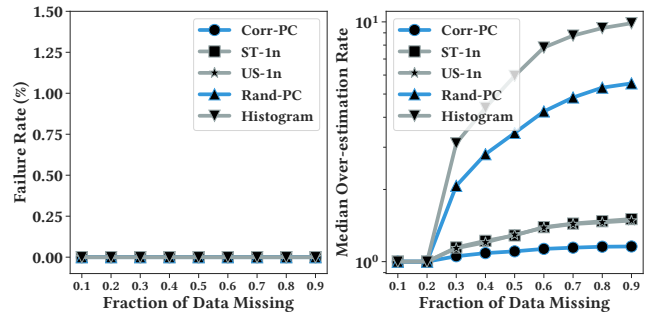 1.50
1.25
1.00
0.75
0.50
0.25
0.00
Failure Rate (%)
0.1 0.2 0.3 0.4 0.5 0.6 0.7 0.8 0.9
Fraction of Data Missing
Corr-PC
ST-1n
US-1n
Rand-PC
Histogram
10¹
10⁰
Median Over-estimation Rate
0.1 0.2 0.3 0.4 0.5 0.6 0.7 0.8 0.9
Fraction of Data Missing
Corr-PC
ST-1n
US-1n
Rand-PC
Histogram